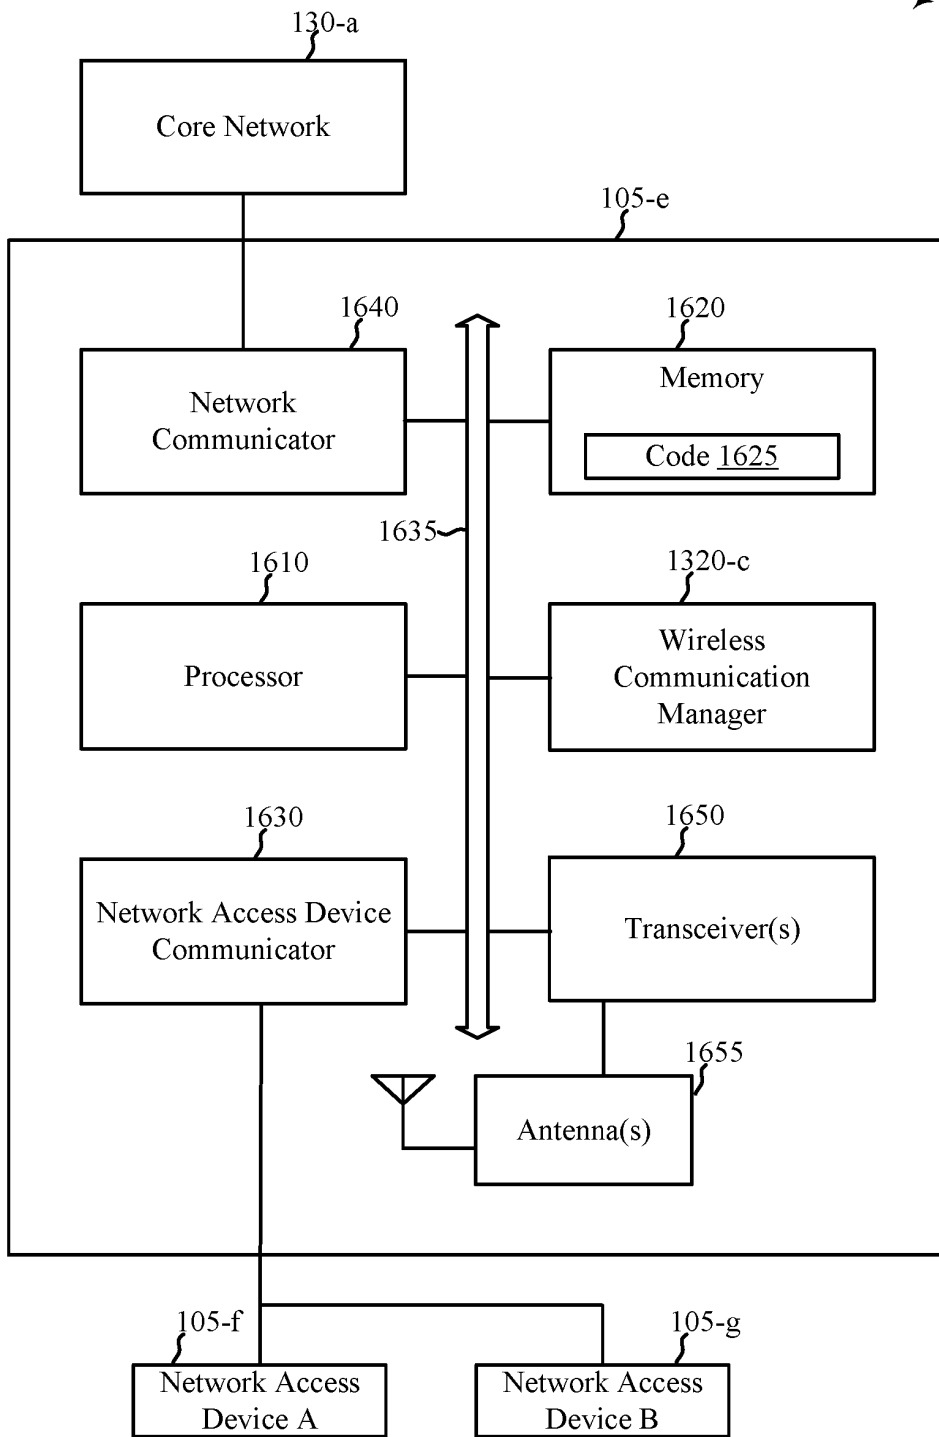 130-a
Core Network
105-e
1640
1620
Network
Communicator
Memory
Code 1625
1635
1610
1320-c
Processor
Wireless
Communication
Manager
1630
1650
Network Access Device
Communicator
Transceiver(s)
1655
Antenna(s)
105-f
105-g
Network Access
Device A
Network Access
Device B